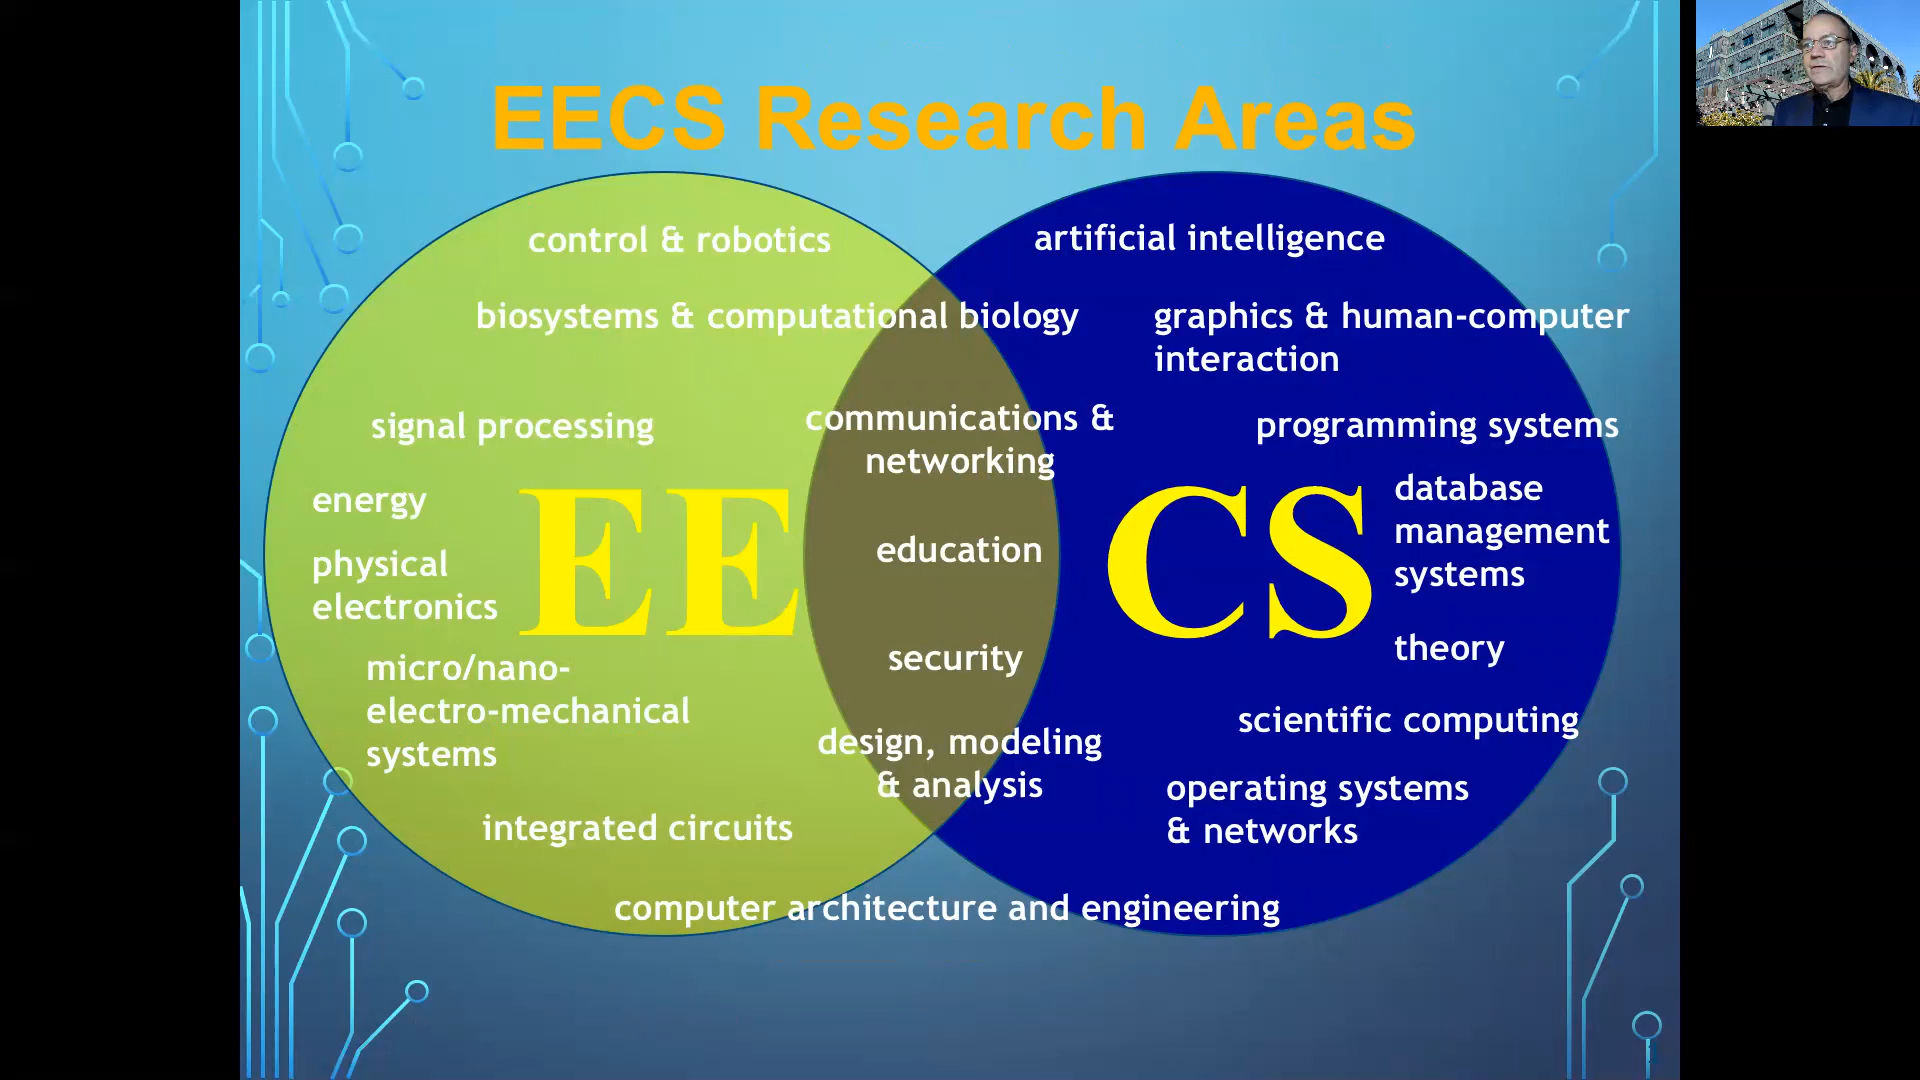 EECS Research Areas
control & robotics
artificial intelligence
biosystems & computational biology
graphics & human-computer
interaction
signal processing
communications &
networking
programming systems
energy
EE
CS
database
management
systems
physical
electronics
education
theory
micro/nano-
electro-mechanical
systems
security
scientific computing
design, modeling
& analysis
operating systems
& networks
integrated circuits
computer architecture and engineering